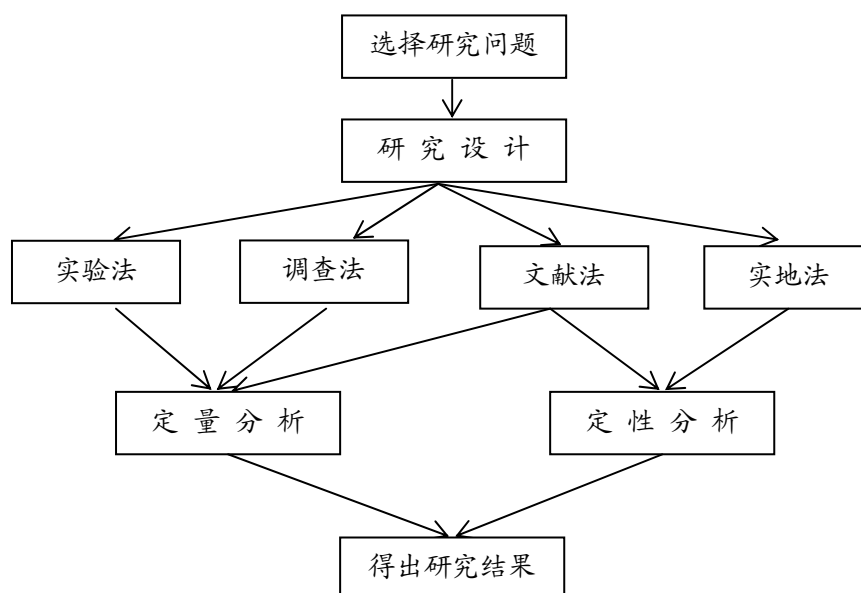 选择研究问题
研 究 设 计
实验法
调查法
文献法
实地法
定 量 分 析
定 性 分 析
得出研究结果